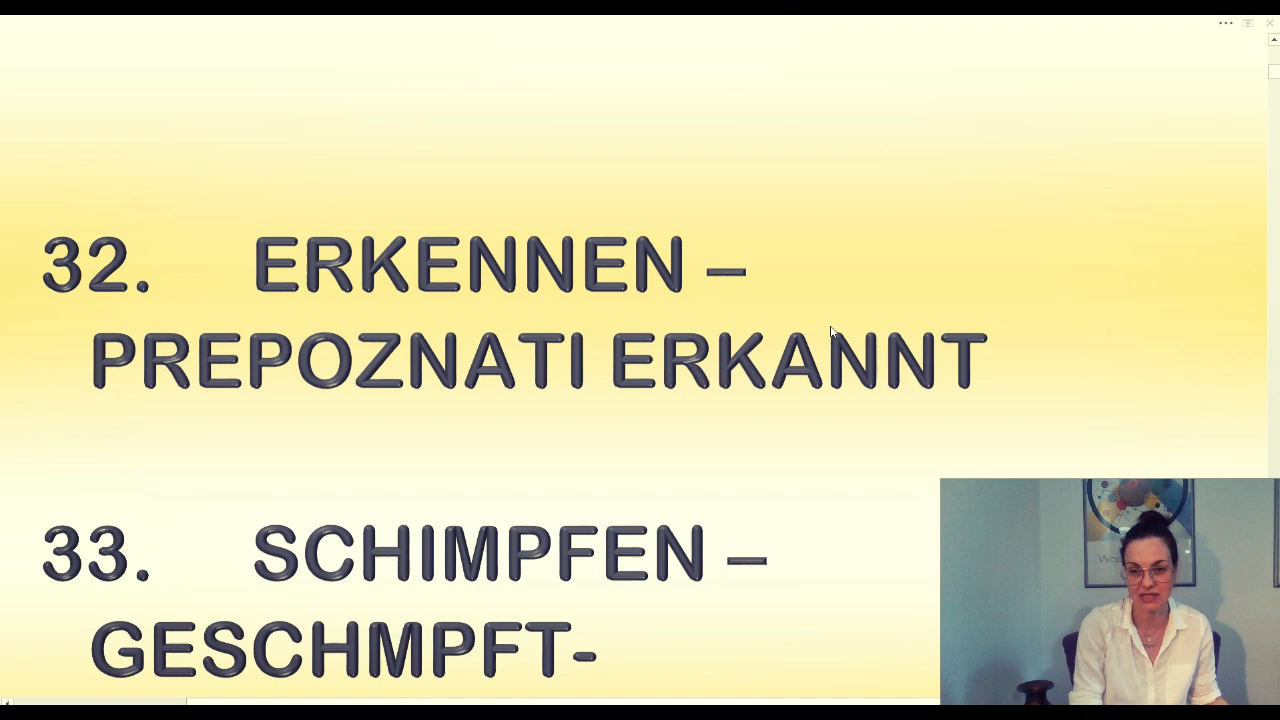 32. ERKENNEN –
PREPOZNATI ERKANNT
33. SCHIMPFEN –
GESCHMPFT-